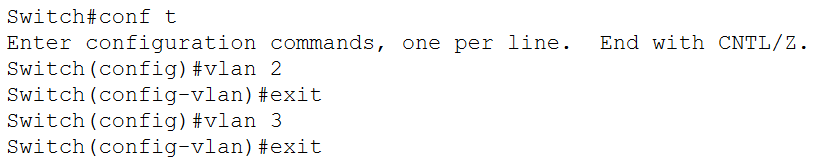 Switch#conf t
Enter configuration commands, one per line.  End with CNTL/Z.
Switch(config)#vlan 2
Switch(config-vlan)#exit
Switch(config)#vlan 3
Switch(config-vlan)#exit